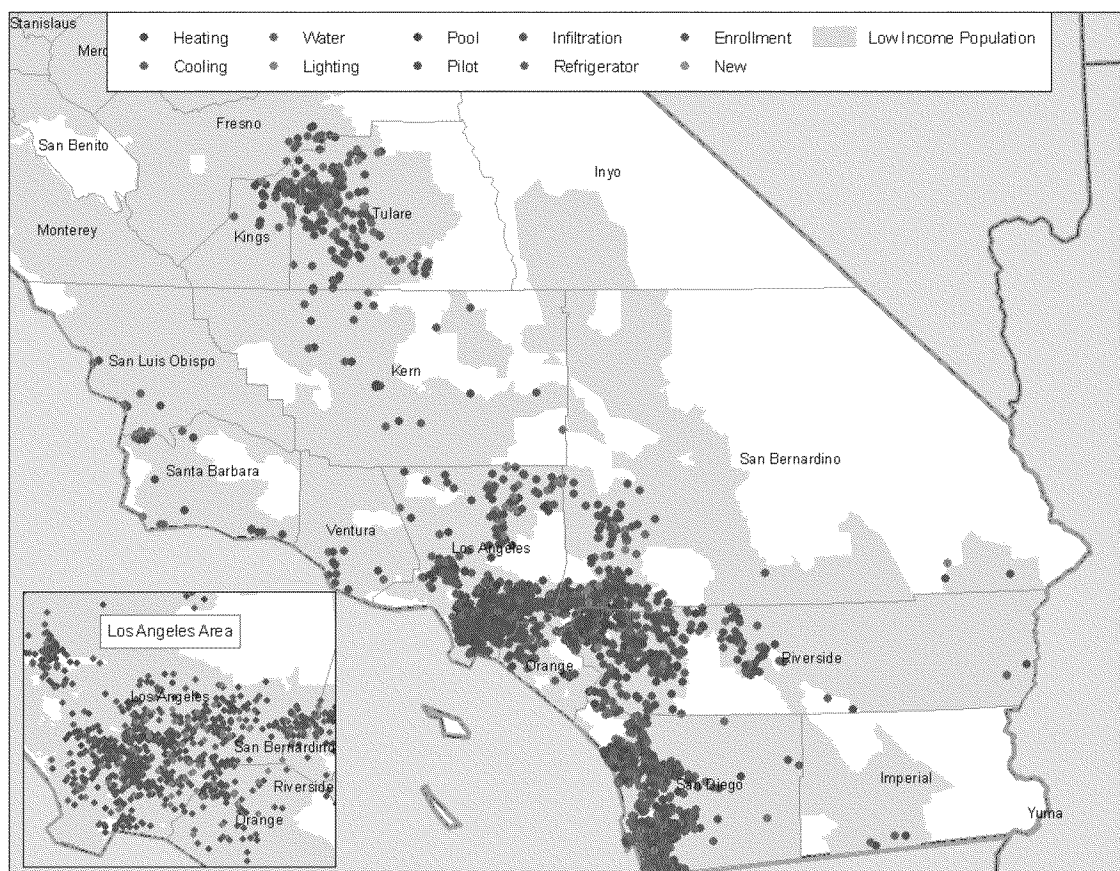 Stanislaus
Merc
Heating Water Pool Infiltration Enrollment Low Income Population
Cooling Lighting Pilot Refrigerator New
Fresno
San Benito
Inyo
Tulare
Monterey
Kings
San Luis Obispo
Kern
San Bernardino
Santa Barbara
Ventura
Los Angeles
Orange
Riverside
San Diego
Imperial
Yuma
Los Angeles Area
Los Angeles
San Bernardino
Riverside
Orange